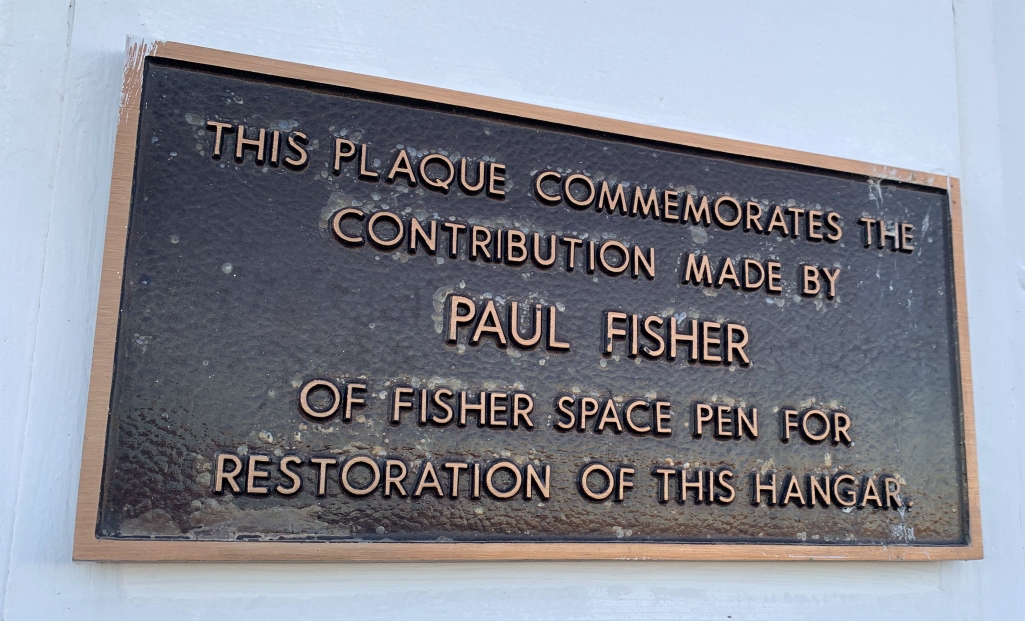 THIS PLAQUE COMMEMORATES THE
CONTRIBUTION MADE BY
PAUL FISHER
OF FISHER SPACE PEN FOR
RESTORATION OF THIS HANGAR.